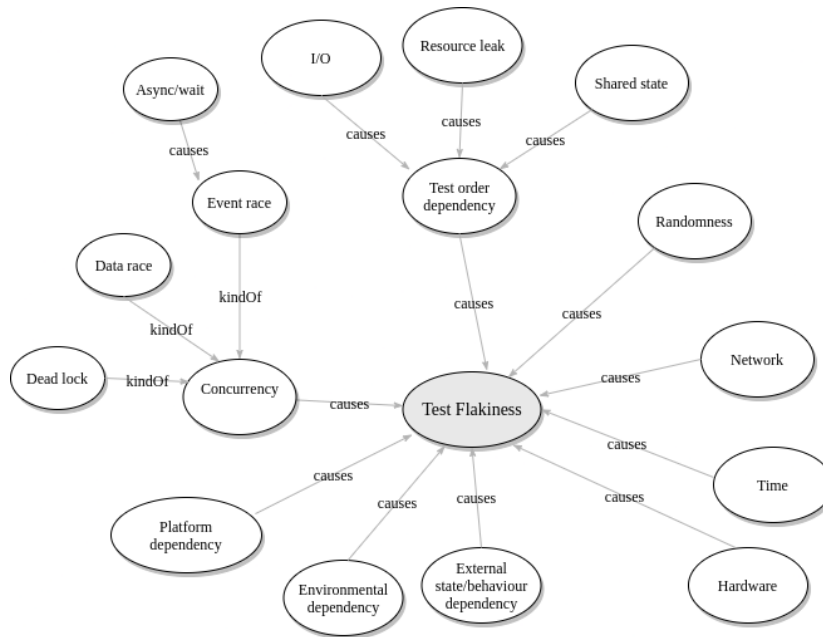 I/O
Resource leak
Shared state
Async/wait
causes
causes
causes
causes
Event race
Test order
dependency
Randomness
Data race
kindOf
kindOf
causes
causes
Dead lock
kindOf
Concurrency
causes
Test Flakiness
causes
Network
causes
causes
causes
causes
causes
Time
Platform
dependency
Environmental
dependency
External
state/behaviour
dependency
Hardware